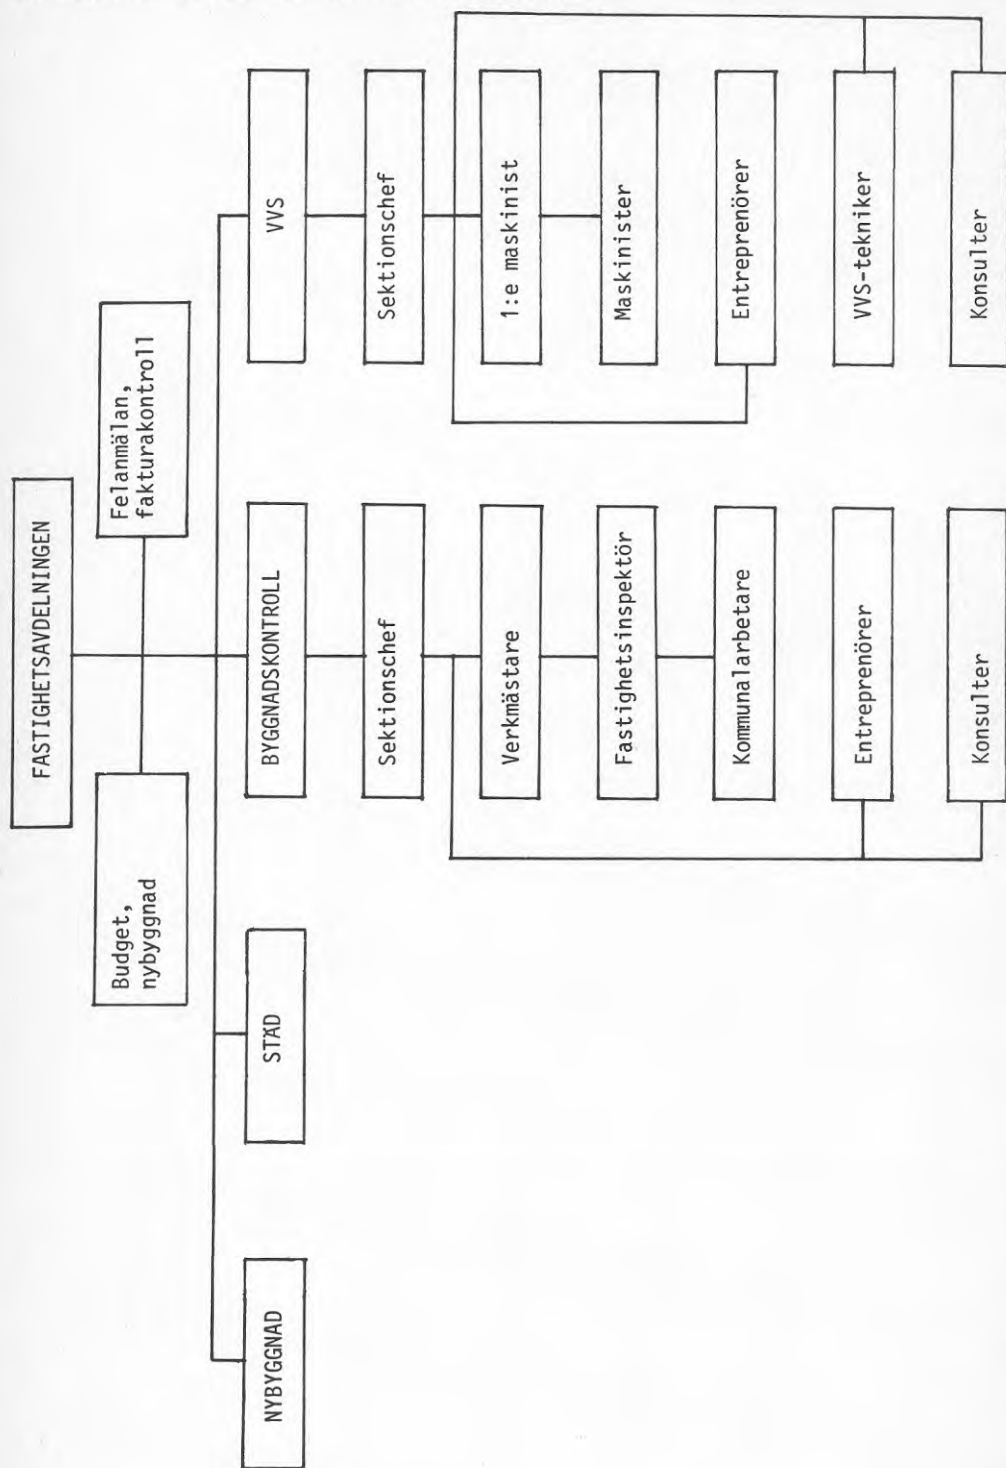 FASTIGHETSAVDELNINGEN
Budget,
nybyggnad
Felanmälan,
fakturakontroll
NYBYGGNAD
STÄD
BYGGNADSKONTROLL
VVS
Sektionschef
Sektionschef
Verkmästare
1:e maskinist
Fastighetsinspektör
Maskinister
Kommunalarbetare
Entreprenörer
Entreprenörer
VVS-tekniker
Konsulter
Konsulter